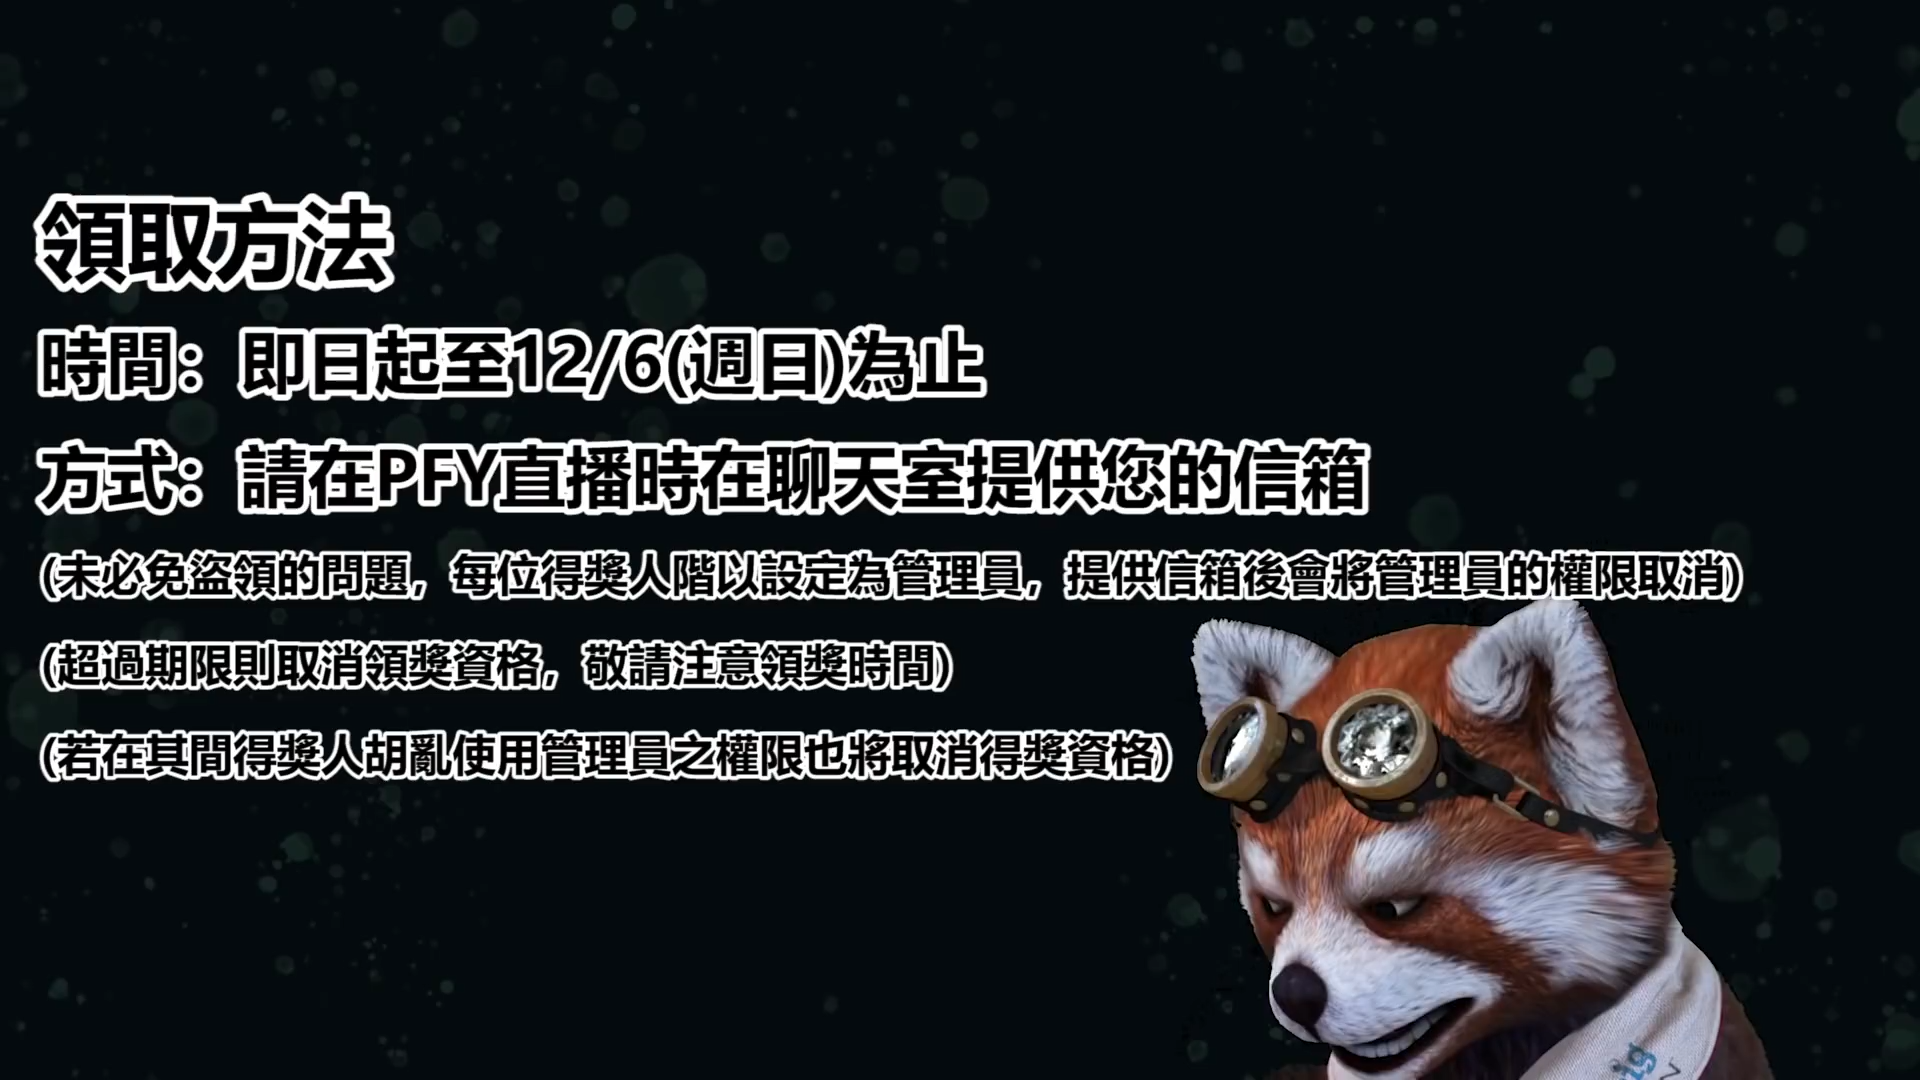 領取方法
時間：即日起至12/6(週日)為止
方式：請在PFY直播時在聊天室提供您的信箱
(未必免盜領的問題，每位得獎人階以設定為管理員，提供信箱後會將管理員的權限取消)
(超過期限則取消領獎資格，敬請注意領獎時間)
(若在其間得獎人胡亂使用管理員之權限也將取消得獎資格)